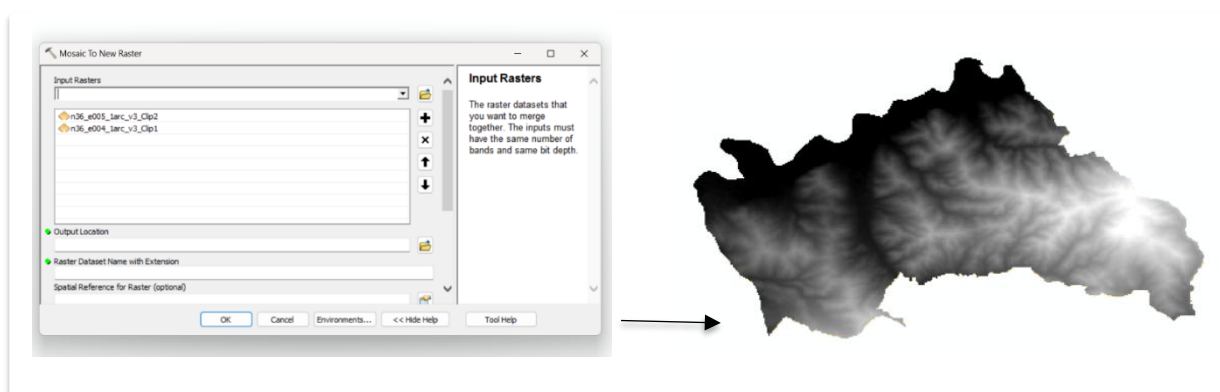 Mosaic To New Raster
Input Rasters
n36_e005_1arc_v3_Clip2
n36_e004_1arc_v3_Clip1
Output Location
Raster Dataset Name with Extension
Spatial Reference for Raster (optional)
OK
Cancel
Environments...
<< Hide Help
Tool Help
Input Rasters
The raster datasets that
you want to merge
together. The inputs must
have the same number of
bands and same bit depth.